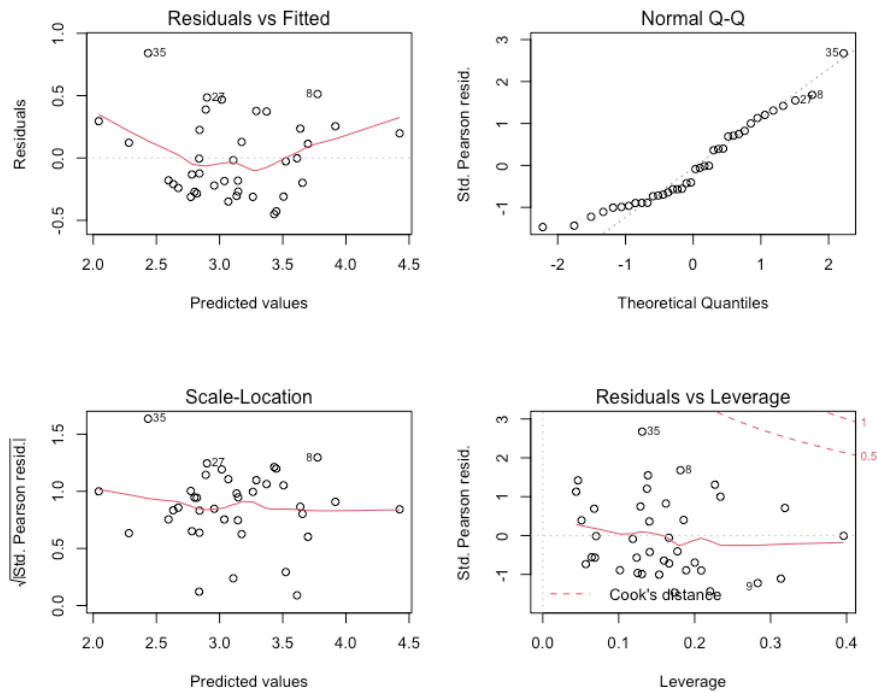 Residuals vs Fitted
Residuals
1.0
0.5
0.0
-0.5
35
27
8
2.0 2.5 3.0 3.5 4.0 4.5
Predicted values
Normal Q-Q
Std. Pearson resid.
3
2
1
0
-1
35
27
8
-2 -1 0 1 2
Theoretical Quantiles
Scale-Location
√|Std. Pearson resid.|
1.5
1.0
0.5
0.0
35
27
8
2.0 2.5 3.0 3.5 4.0 4.5
Predicted values
Residuals vs Leverage
Std. Pearson resid.
3
2
1
0
-1
35
8
9
1
0.5
Cook's distance
0.0 0.1 0.2 0.3 0.4
Leverage